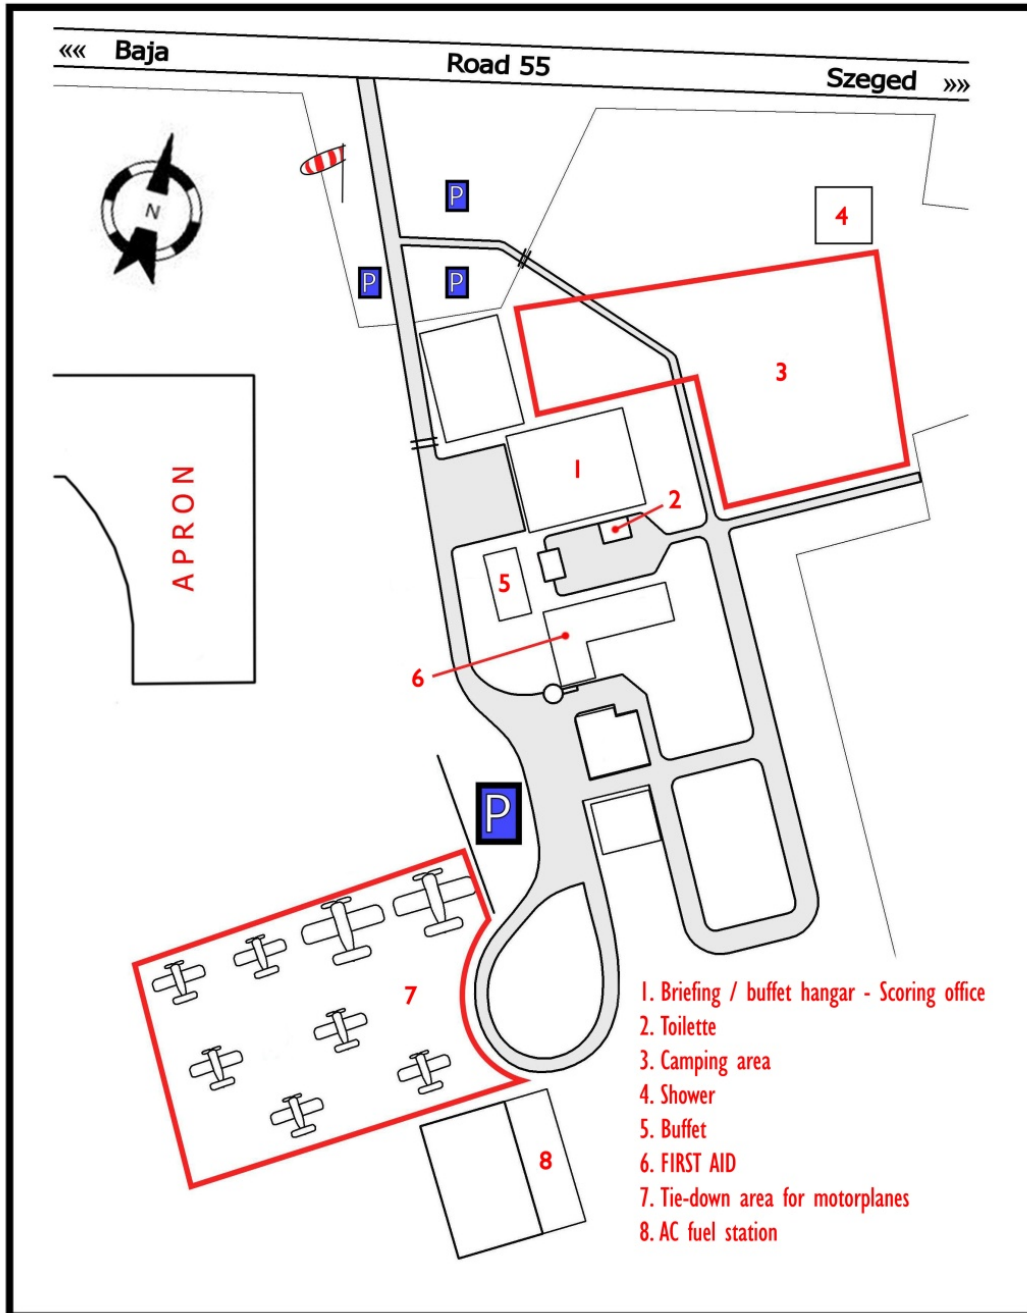 «« Baja
Road 55
Szeged »»
N
P
4
P
P
3
1
2
APRON
5
6
P
7
8
1. Briefing / buffet hangar - Scoring office
2. Toilette
3. Camping area
4. Shower
5. Buffet
6. FIRST AID
7. Tie-down area for motorplanes
8. AC fuel station